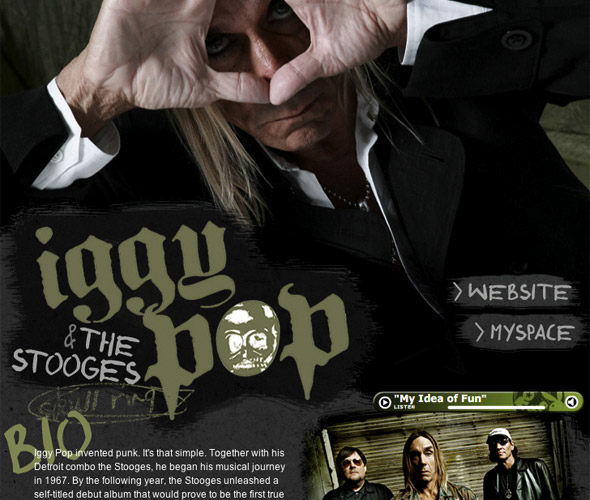 iggy
pop
& THE
STOOGES
skull ring
> WEBSITE
> MYSPACE
"My Idea of Fun"
LISTEN
BIO
Iggy Pop invented punk. It's that simple. Together with his
Detroit combo the Stooges, he began his musical journey
in 1967. By the following year, the Stooges unleashed a
self-titled debut album that would prove to be the first true